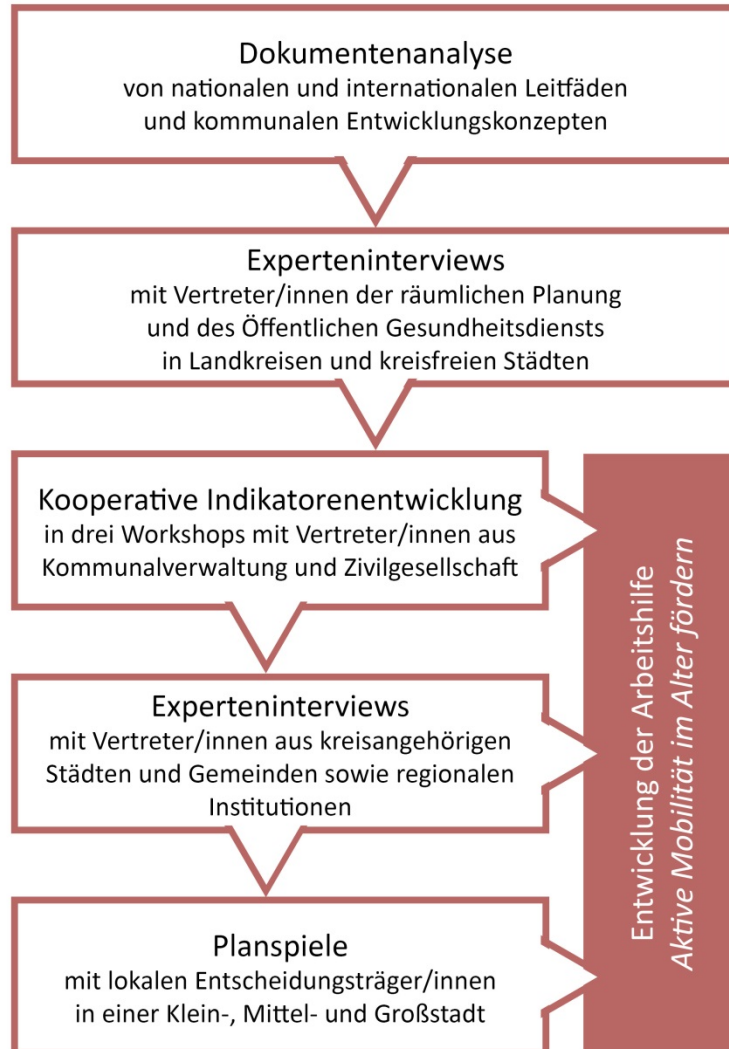 Dokumentenanalyse
von nationalen und internationalen Leitfäden
und kommunalen Entwicklungskonzepten
Experteninterviews
mit Vertreter/innen der räumlichen Planung
und des Öffentlichen Gesundheitsdiensts
in Landkreisen und kreisfreien Städten
Kooperative Indikatorenentwicklung
in drei Workshops mit Vertreter/innen aus
Kommunalverwaltung und Zivilgesellschaft
Experteninterviews
mit Vertreter/innen aus kreisangehörigen
Städten und Gemeinden sowie regionalen
Institutionen
Planspiele
mit lokalen Entscheidungsträger/innen
in einer Klein-, Mittel- und Großstadt
Entwicklung der Arbeitshilfe
Aktive Mobilität im Alter fördern